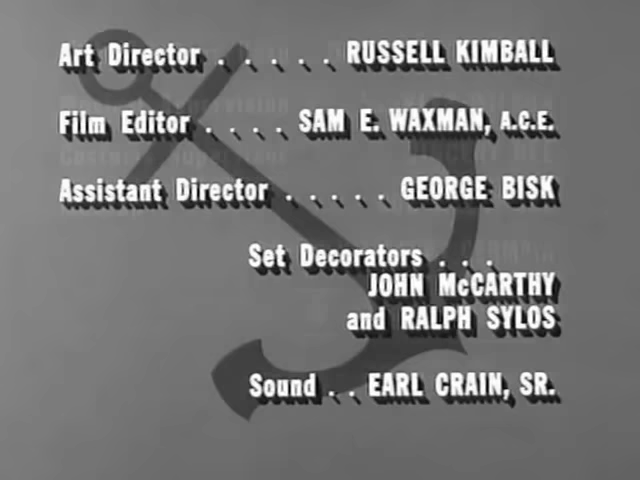 Art Director . . . . . RUSSELL KIMBALL
Film Editor . . . . SAM E. WAXMAN, A.C.E.
Assistant Director . . . . . GEORGE BISK
Set Decorators . . .
JOHN McCARTHY
and RALPH SYLOS
Sound . . EARL CRAIN, SR.